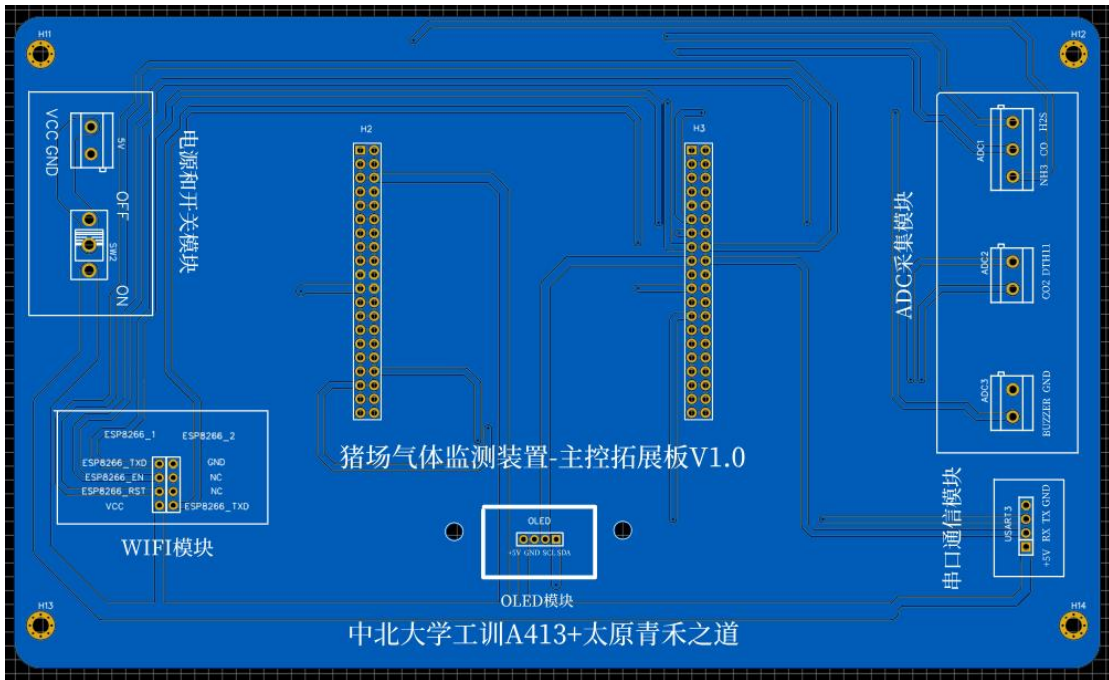 H11
H12
VCC GND
5V
OFF
SW2
ON
电源和开关模块
H2
H3
ADC1
H2S
CO
NH3
ADC采集模块
ADC2
DTH11
CO2
ADC3
GND
BUZZER
ESP8266_1
ESP8266_2
ESP8266_TXD
GND
ESP8266_EN
NC
ESP8266_RST
NC
VCC
ESP8266_TXD
WIFI模块
猪场气体监测装置-主控拓展板V1.0
OLED
+5V GND SCL SDA
OLED模块
串口通信模块
USART3
+5V RX TX GND
H13
H14
中北大学工训A413+太原青禾之道